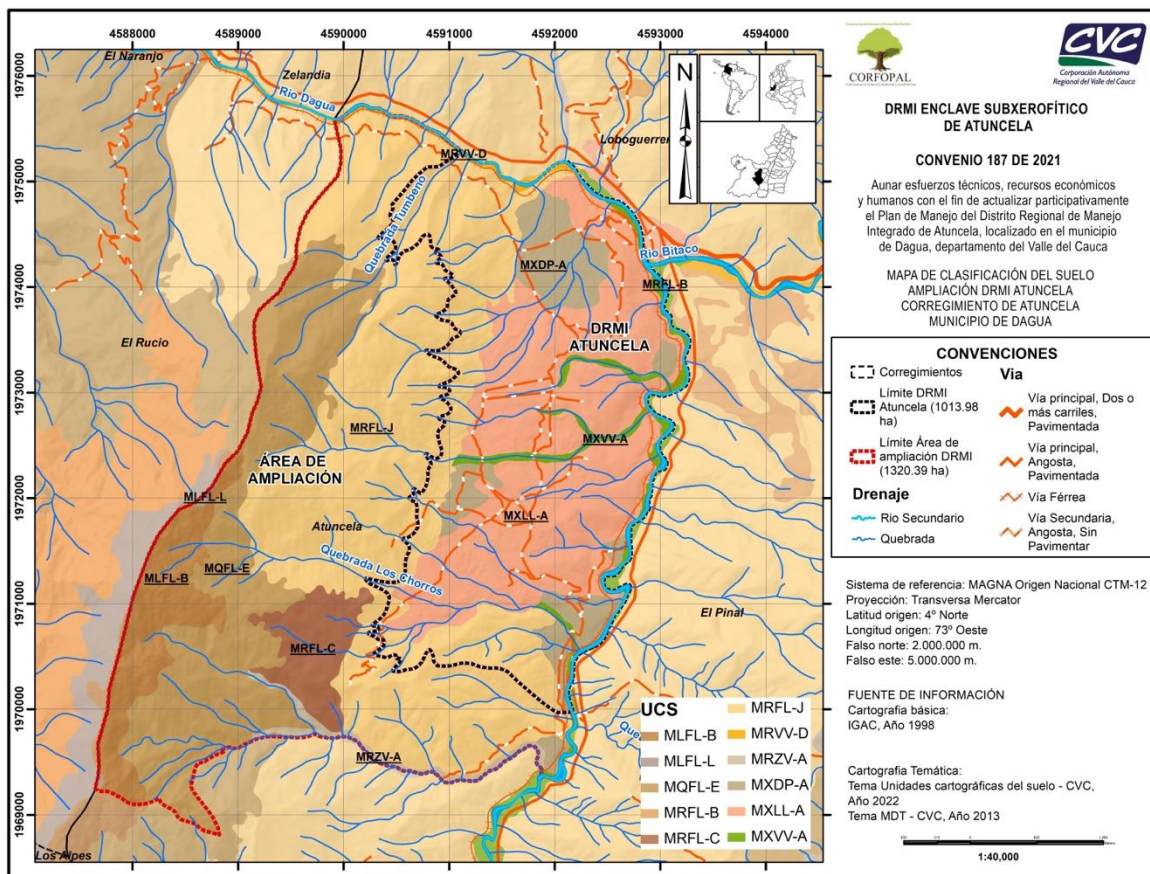 4588000 4589000 4590000 4591000 4592000 4593000 4594000
1976000
1975000
1974000
1973000
1972000
1971000
1970000
1969000
El Naranjo
Zelandia
Rio Dagua
MRVV-D
Quebrada Tumbeno
N
Rio Bitaco
MXDP-A
MRFL-B
DRMI
ATUNCELA
El Rucio
MRFL-J
MXVV-A
ÁREA DE
AMPLIACIÓN
MLFL-L
Atuncela
MXLL-A
MLFL-B
MQFL-E
Quebrada Los Chorros
El Pinal
MRFL-C
MRZV-A
Los Alpes
UCS
MLFL-B
MLFL-L
MQFL-E
MRFL-B
MRFL-C
MRFL-J
MRVV-D
MRZV-A
MXDP-A
MXLL-A
MXVV-A
CORFOPAL
CVC
Corporación Autónoma
Regional del Valle del Cauca
DRMI ENCLAVE SUBXEROFÍTICO
DE ATUNCELA
CONVENIO 187 DE 2021
Aunar esfuerzos técnicos, recursos económicos
y humanos con el fin de actualizar participativamente
el Plan de Manejo del Distrito Regional de Manejo
Integrado de Atuncela, localizado en el municipio
de Dagua, departamento del Valle del Cauca
MAPA DE CLASIFICACIÓN DEL SUELO
AMPLIACIÓN DRMI ATUNCELA
CORREGIMIENTO DE ATUNCELA
MUNICIPIO DE DAGUA
CONVENCIONES
Corregimientos
Límite DRMI
Atuncela (1013.98
ha)
Límite Área de
ampliación DRMI
(1320.39 ha)
Drenaje
Rio Secundario
Quebrada
Via
Vía principal, Dos o
más carriles,
Pavimentada
Vía principal,
Angosta,
Pavimentada
Vía Férrea
Vía Secundaria,
Angosta, Sin
Pavimentar
Sistema de referencia: MAGNA Origen Nacional CTM-12
Proyección: Transversa Mercator
Latitud origen: 4º Norte
Longitud origen: 73º Oeste
Falso norte: 2.000.000 m.
Falso este: 5.000.000 m.
FUENTE DE INFORMACIÓN
Cartografía básica:
IGAC, Año 1998
Cartografia Temática:
Tema Unidades cartográficas del suelo - CVC,
Año 2022
Tema MDT - CVC, Año 2013
1:40,000